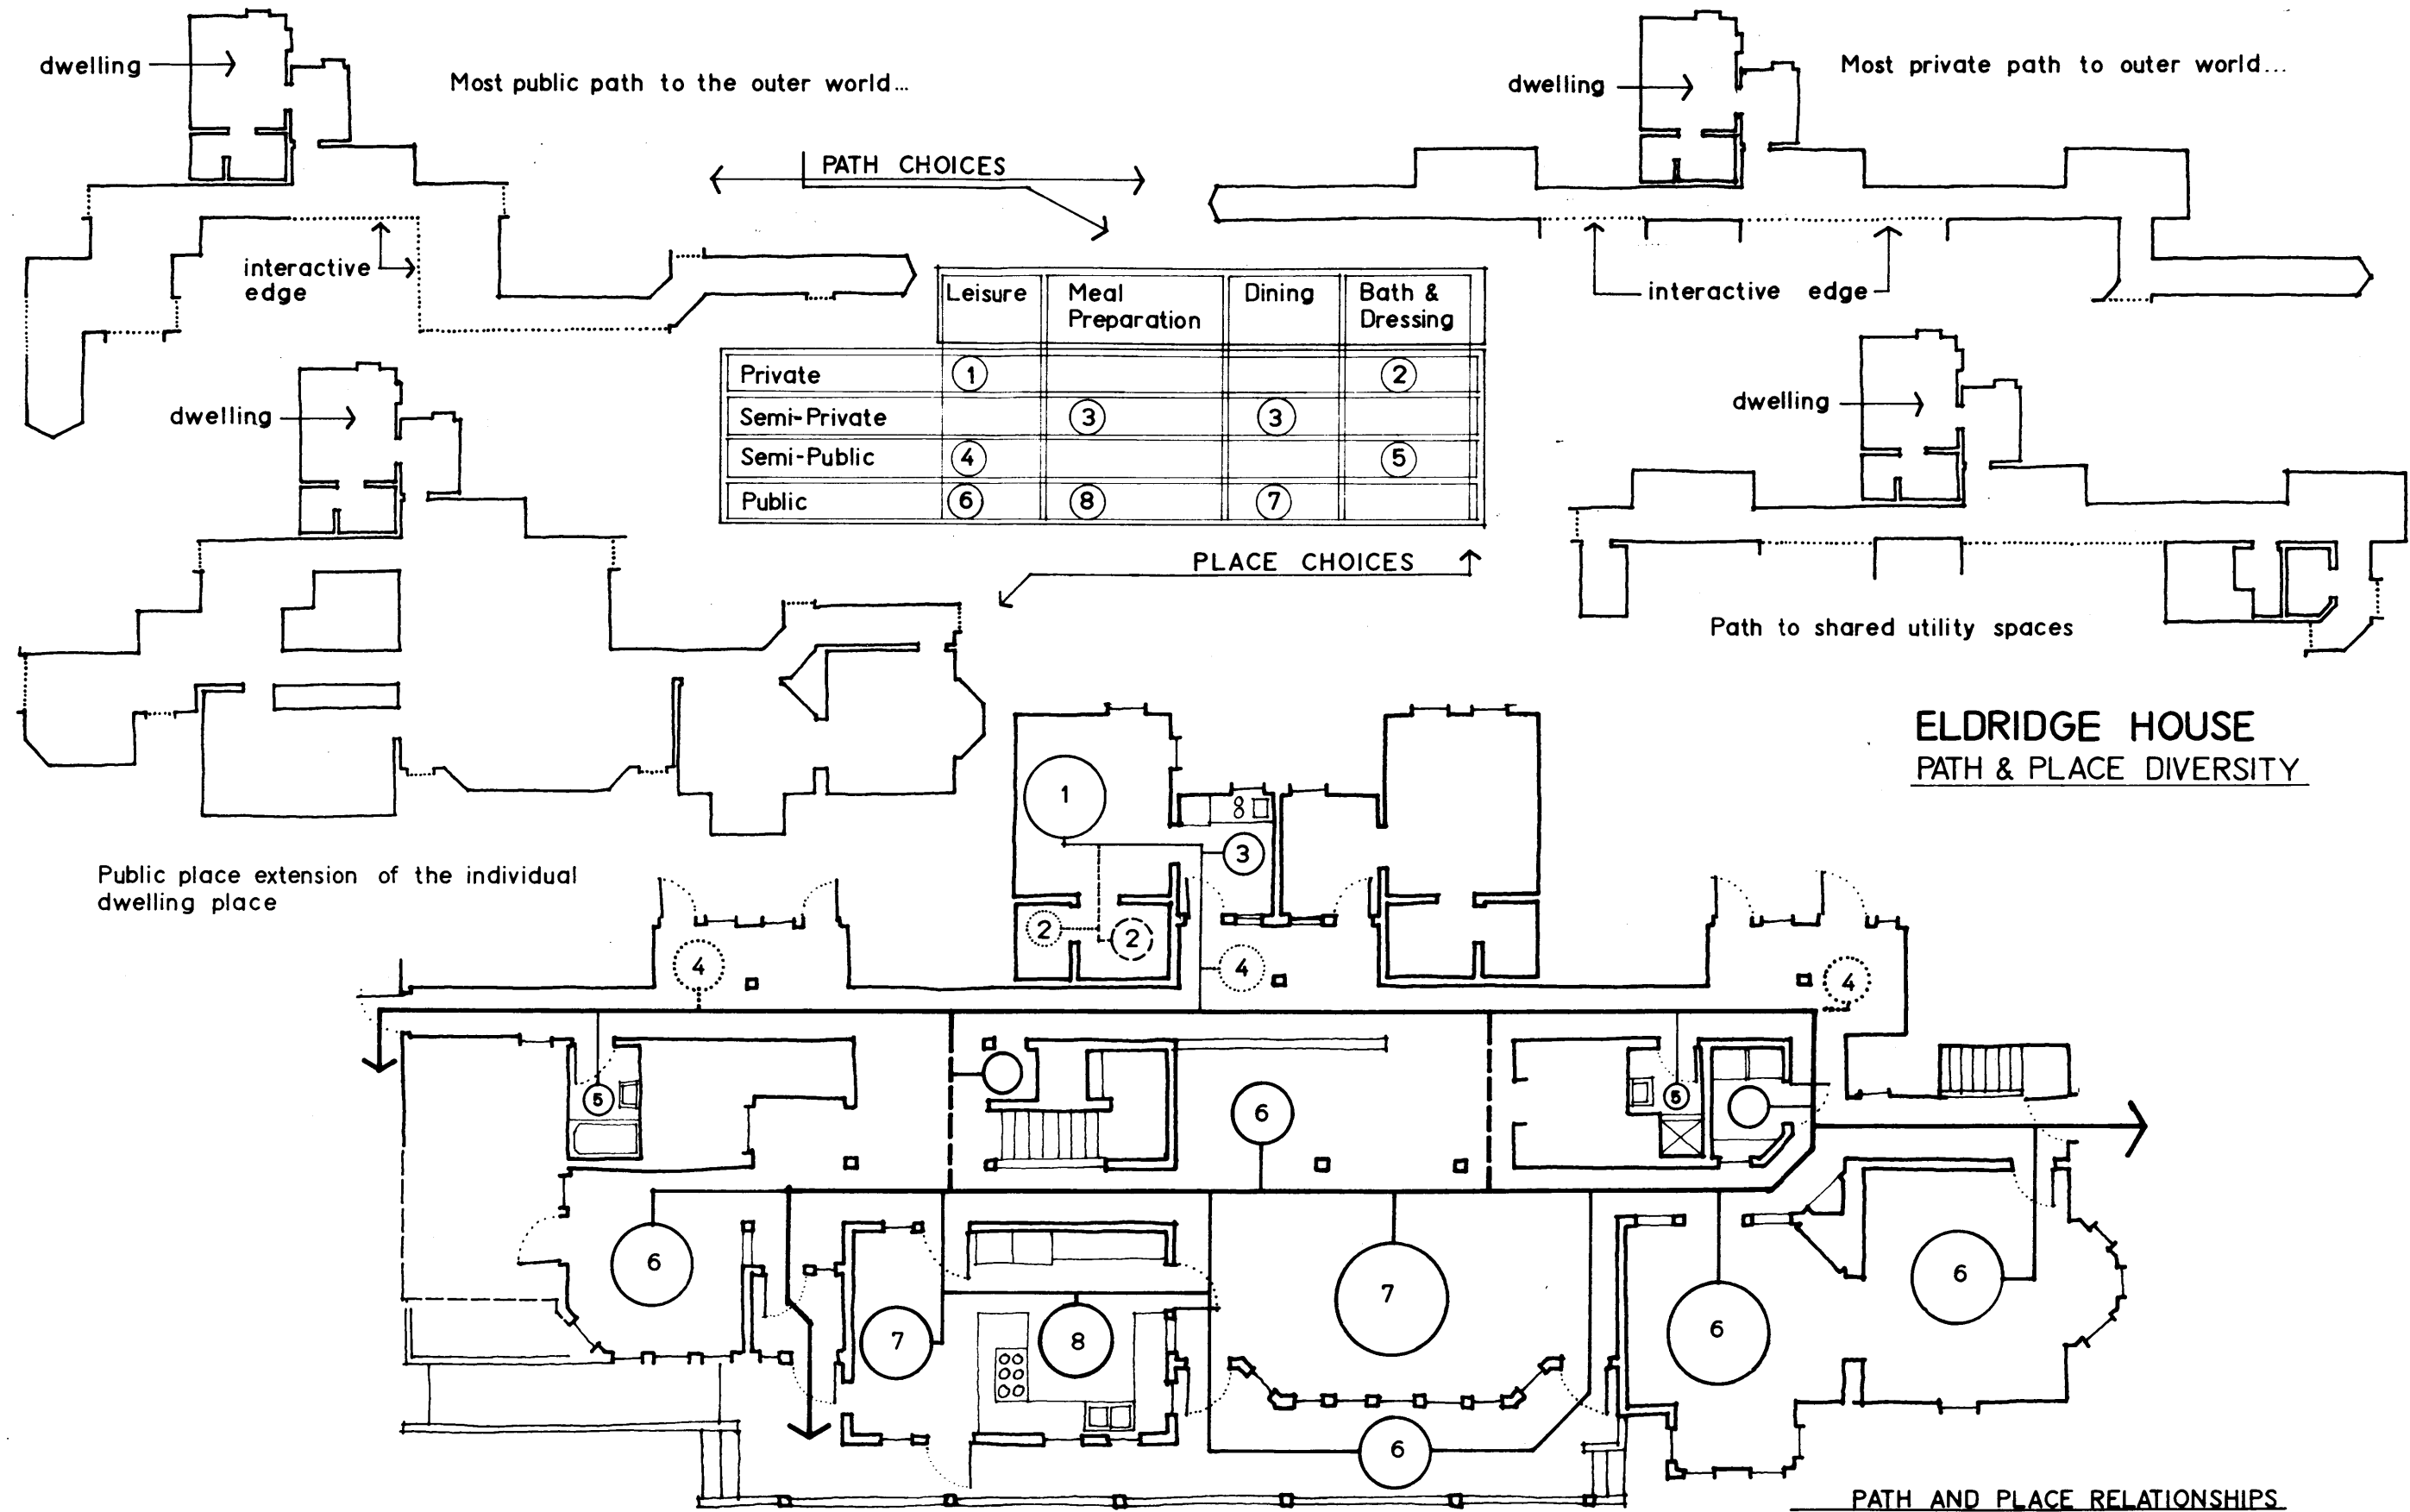 dwelling
Most public path to the outer world...
dwelling
Most private path to outer world...
PATH CHOICES
interactive
edge
interactive edge
Leisure
Meal
Preparation
Dining
Bath &
Dressing
Private
1
2
Semi-Private
3
3
Semi-Public
4
5
Public
6
8
7
PLACE CHOICES
dwelling
dwelling
Path to shared utility spaces
ELDRIDGE HOUSE
PATH & PLACE DIVERSITY
Public place extension of the individual
dwelling place
1
3
2
2
4
4
4
5
6
5
6
7
8
7
6
6
6
6
PATH AND PLACE RELATIONSHIPS